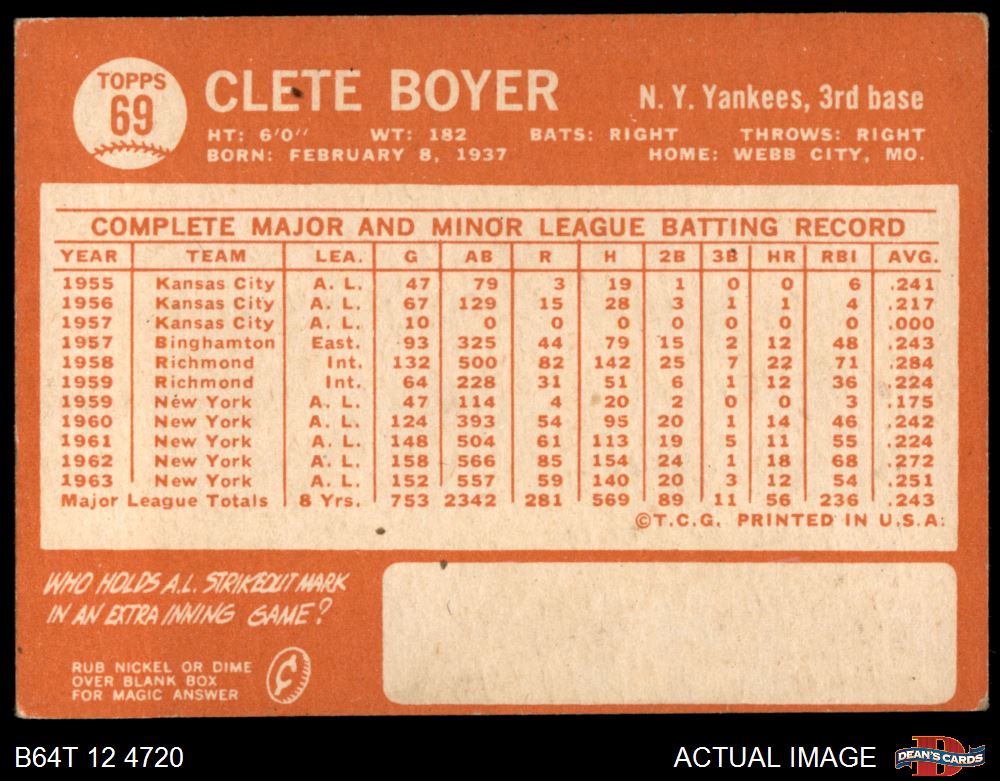 TOPPS
69
CLETE BOYER
N. Y. Yankees, 3rd base
HT: 6'0" WT: 182 BATS: RIGHT THROWS: RIGHT
BORN: FEBRUARY 8, 1937 HOME: WEBB CITY, MO.
COMPLETE MAJOR AND MINOR LEAGUE BATTING RECORD
YEAR TEAM LEA. G AB R H 2B 3B HR RBI AVG.
1955 Kansas City A. L. 47 79 3 19 1 0 0 6 .241
1956 Kansas City A. L. 67 129 15 28 3 1 1 4 .217
1957 Kansas City A. L. 10 0 0 0 0 0 0 0 .000
1957 Binghamton East. 93 325 44 79 15 2 12 48 .243
1958 Richmond Int. 132 500 82 142 25 7 22 71 .284
1959 Richmond Int. 64 228 31 51 6 1 12 36 .224
1959 New York A. L. 47 114 4 20 2 0 0 3 .175
1960 New York A. L. 124 393 54 95 20 1 14 46 .242
1961 New York A. L. 148 504 61 113 19 5 11 55 .224
1962 New York A. L. 158 566 85 154 24 1 18 68 .272
1963 New York A. L. 152 557 59 140 20 3 12 54 .251
Major League Totals 8 Yrs. 753 2342 281 569 89 11 56 236 .243
©T.C.G. PRINTED IN U.S.A.
WHO HOLDS A.L. STRIKEOUT MARK
IN AN EXTRA INNING GAME?
RUB NICKEL OR DIME
OVER BLANK BOX
FOR MAGIC ANSWER
¢
B64T 12 4720
ACTUAL IMAGE
D
DEAN'S CARDS